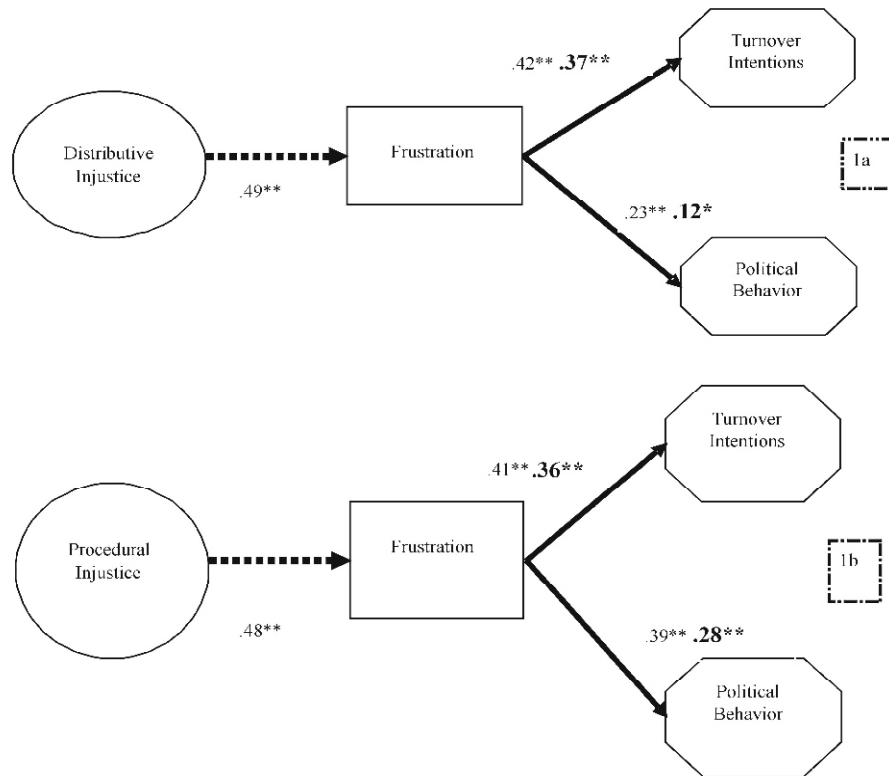 Turnover
Intentions
.42** .37**
Distributive
Injustice
Frustration
1a
.49**
.23** .12*
Political
Behavior
Turnover
Intentions
.41** .36**
Procedural
Injustice
Frustration
1b
.48**
.39** .28**
Political
Behavior